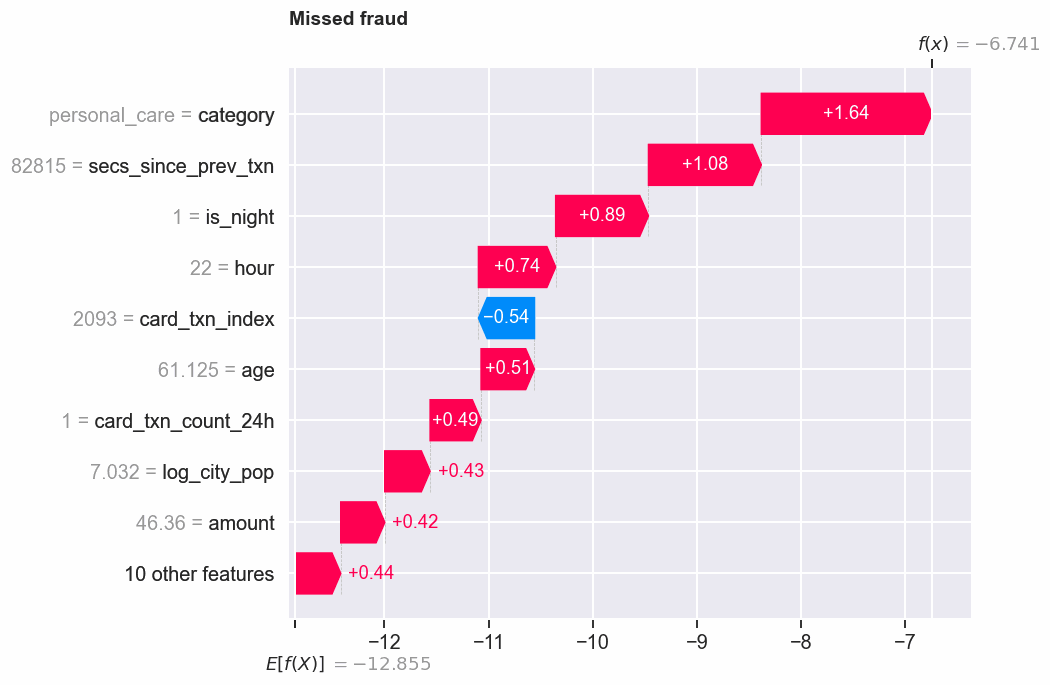 Missed fraud
f(x) = −6.741
personal_care = category
+1.64
82815 = secs_since_prev_txn
+1.08
1 = is_night
+0.89
22 = hour
+0.74
2093 = card_txn_index
−0.54
61.125 = age
+0.51
1 = card_txn_count_24h
+0.49
7.032 = log_city_pop
+0.43
46.36 = amount
+0.42
10 other features
+0.44
−12 −11 −10 −9 −8 −7
E[f(X)] = −12.855